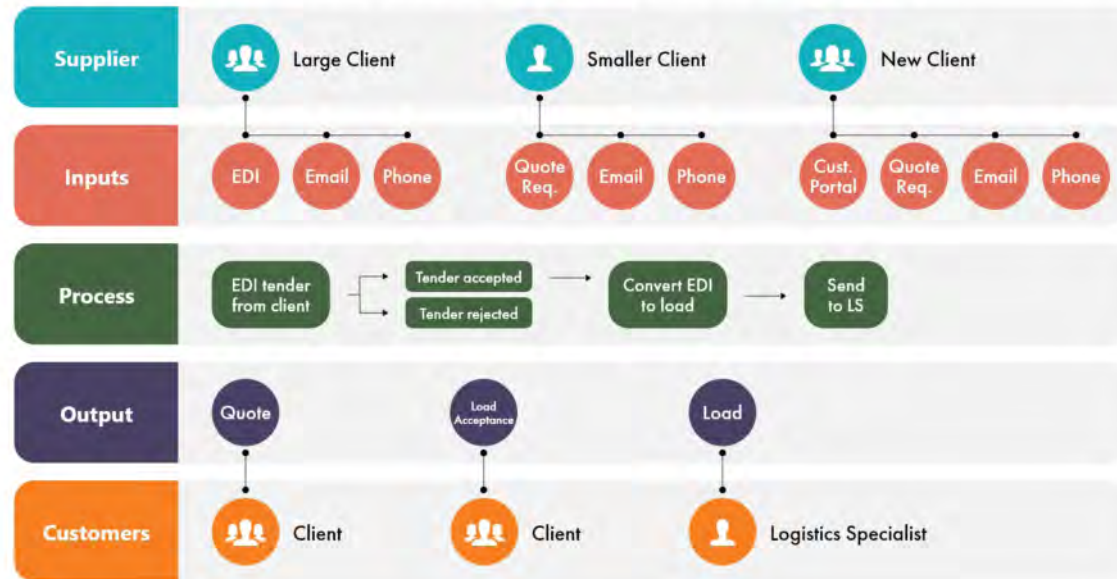 Supplier
Large Client
Smaller Client
New Client
Inputs
EDI
Email
Phone
Quote
Req.
Email
Phone
Cust.
Portal
Quote
Req.
Email
Phone
Process
EDI tender
from client
Tender accepted
Tender rejected
Convert EDI
to load
Send
to LS
Output
Quote
Load
Acceptance
Load
Customers
Client
Client
Logistics Specialist